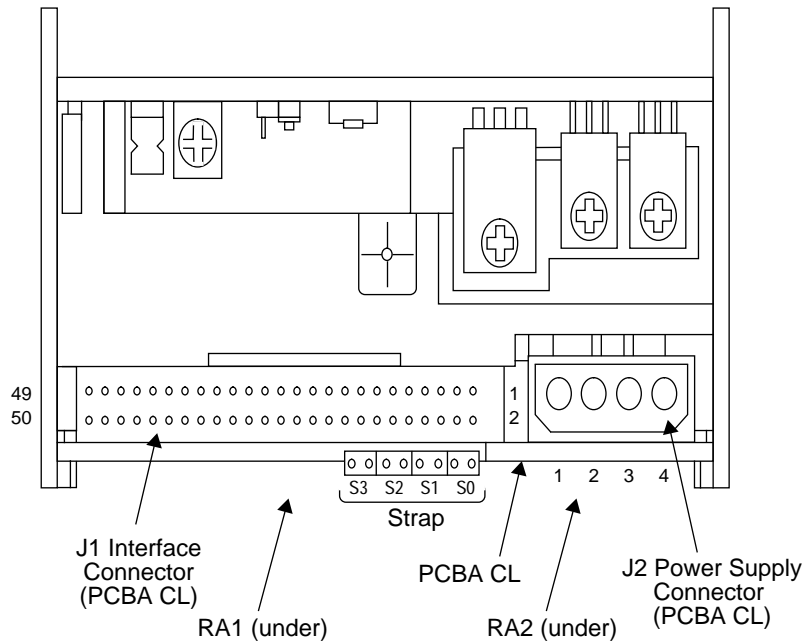 49
1
50
2
S3 S2 S1 S0
1 2 3 4
Strap
J1 Interface
Connector
(PCBA CL)
PCBA CL
J2 Power Supply
Connector
(PCBA CL)
RA1 (under)
RA2 (under)